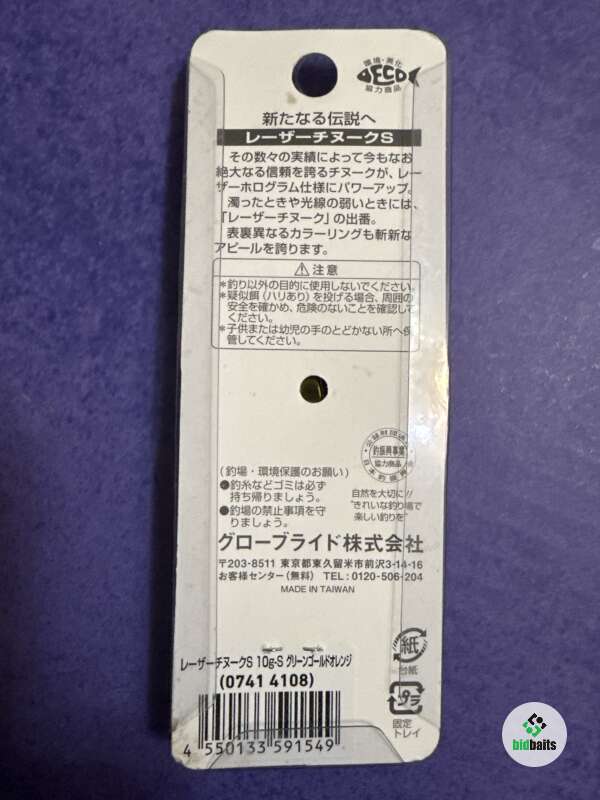 環境・美化
ECO
協力商品
新たなる伝説へ
レーザーチヌークS
その数々の実績によって今もなお
絶大なる信頼を誇るチヌークが、レー
ザーホログラム仕様にパワーアップ。
濁ったときや光線の弱いときには、
「レーザーチヌーク」の出番。
表裏異なるカラーリングも斬新な
アピールを誇ります。
⚠注意
*釣り以外の目的に使用しないでください。
*疑似餌(ハリあり)を投げる場合、周囲の
安全を確かめ、危険のないことを確認して
ください。
*子供または幼児の手のとどかない所へ保
管してください。
釣振興事業
協力商品
(釣場・環境保護のお願い)
●釣糸などゴミは必ず
持ち帰りましょう。
●釣場の禁止事項を守
りましょう。
自然を大切に!!
"きれいな釣り場で
楽しい釣りを"
グローブライド株式会社
〒203-8511 東京都東久留米市前沢3-14-16
お客様センター(無料) TEL:0120-506-204
MADE IN TAIWAN
レーザーチヌークS 10g-S グリーンゴールドオレンジ
(0741 4108)
4 550133 591549
紙
台紙
プラ
固定
トレイ
bidbaits